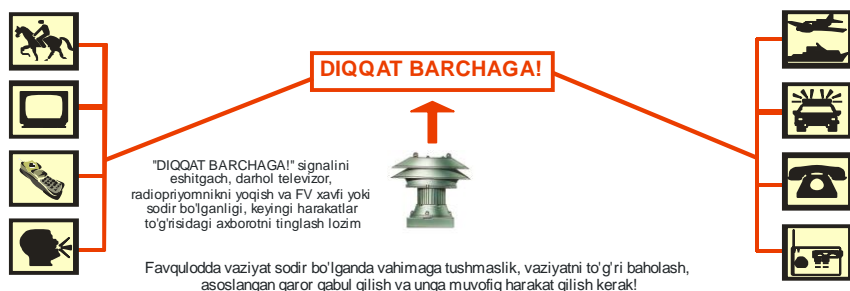 DIQQAT BARCHAGA!
"DIQQAT BARCHAGA!" signalini
eshitgach, darhol televizor,
radiopriyomnikni yoqish va FV xavfi yoki
sodir bo'lganligi, keyingi harakatlar
to'g'risidagi axborotni tinglash lozim
Favqulodda vaziyat sodir bo'lganda vahimaga tushmaslik, vaziyatni to'g'ri baholash,
asoslangan qaror qabul qilish va unga muvofiq harakat qilish kerak!